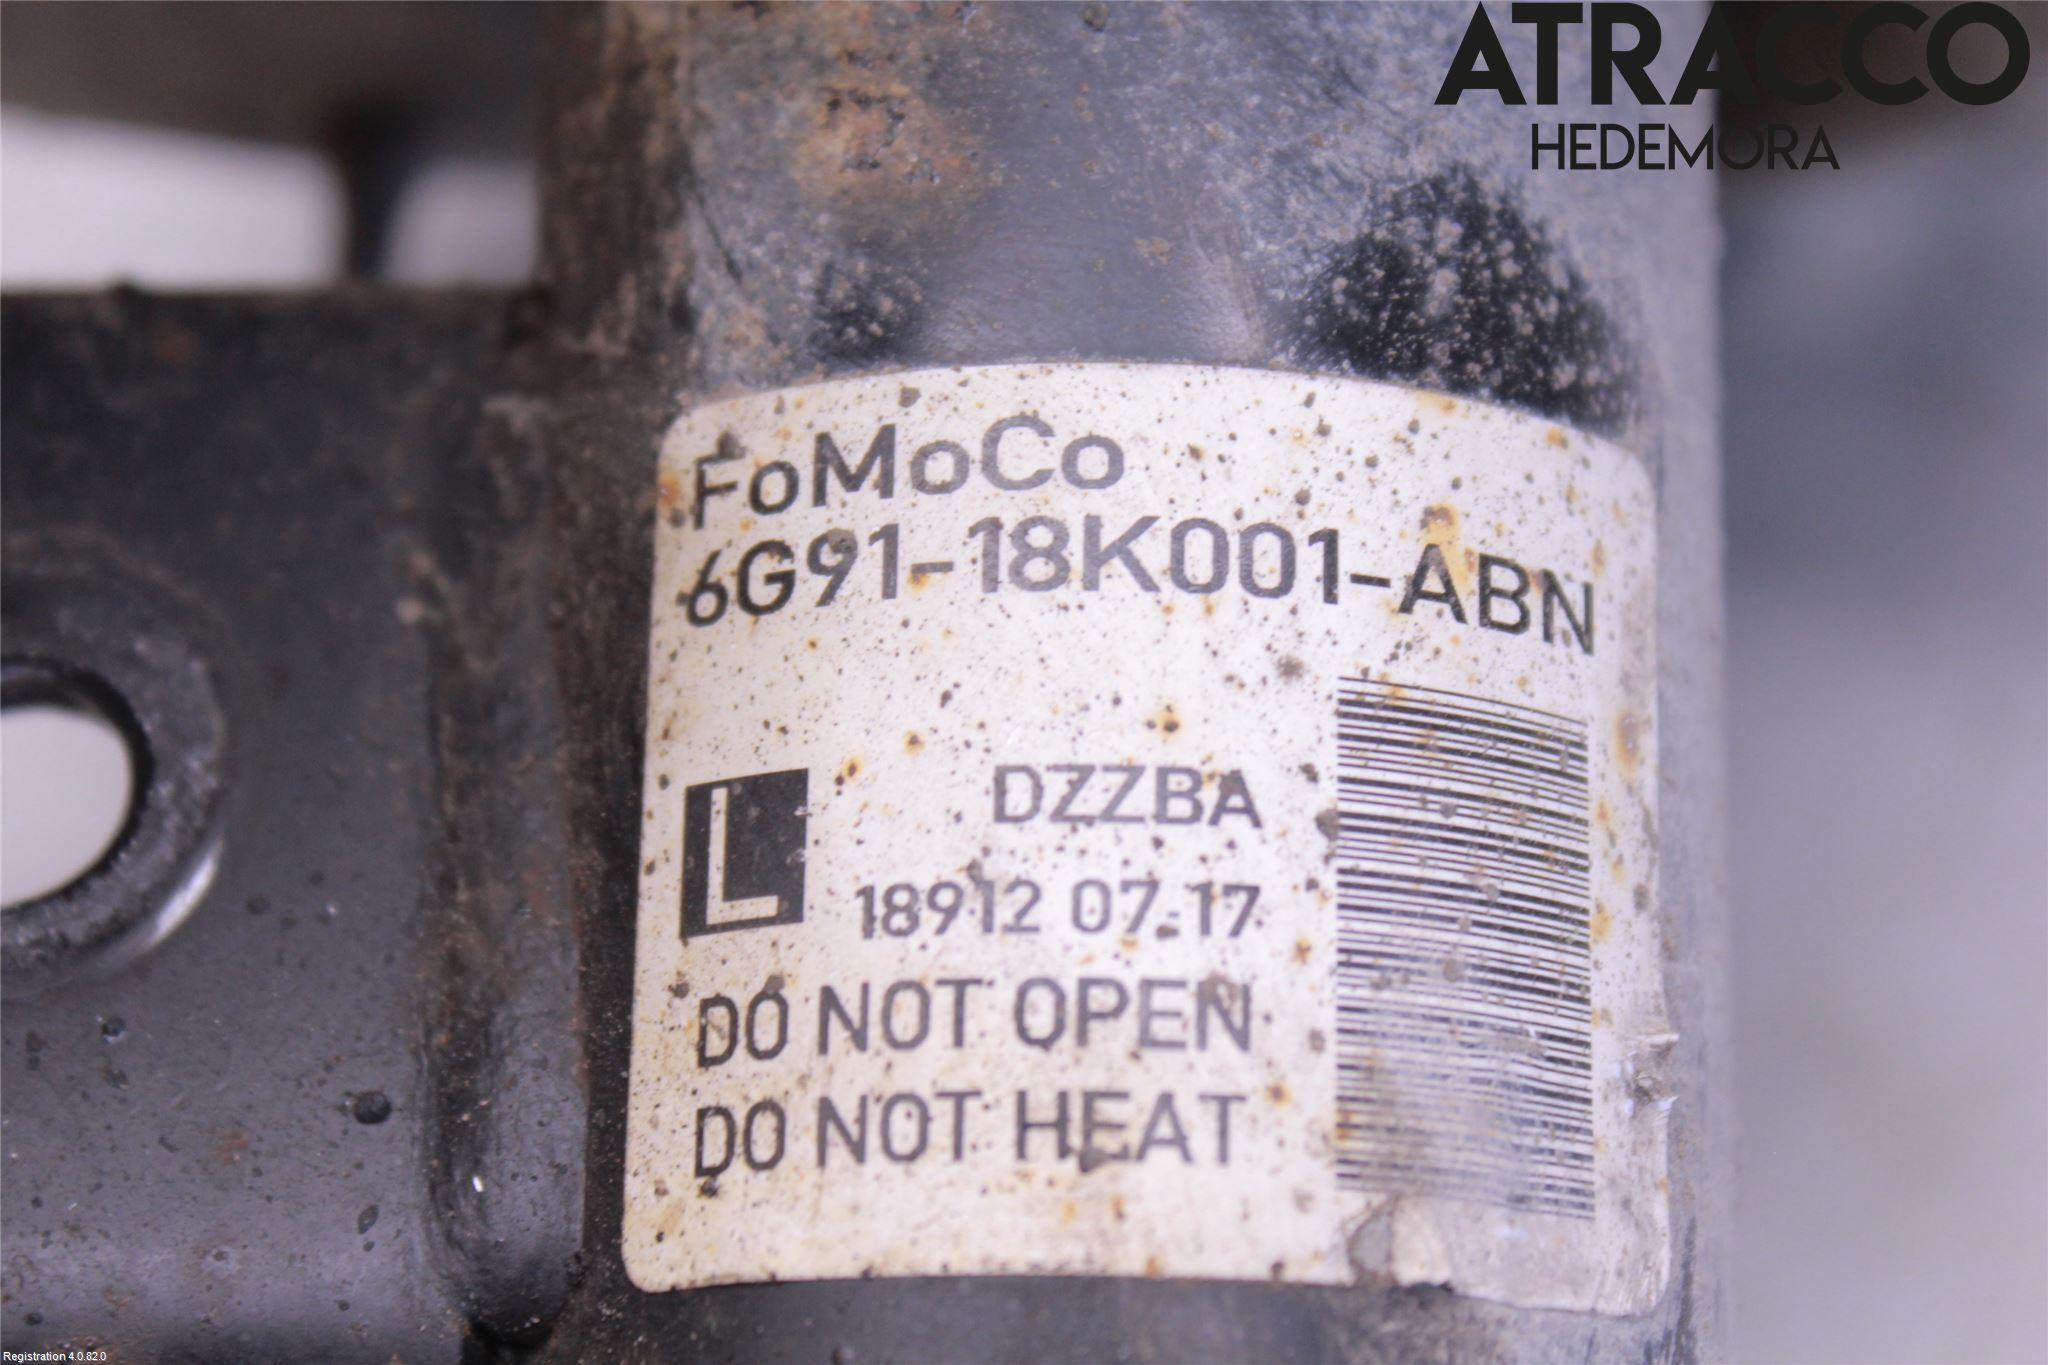 ATRACCO
HEDEMORA
FoMoCo
6G91-18K001-ABN
DZZBA
L
18912 07-17
DO NOT OPEN
DO NOT HEAT
Registration 4.0.82.0